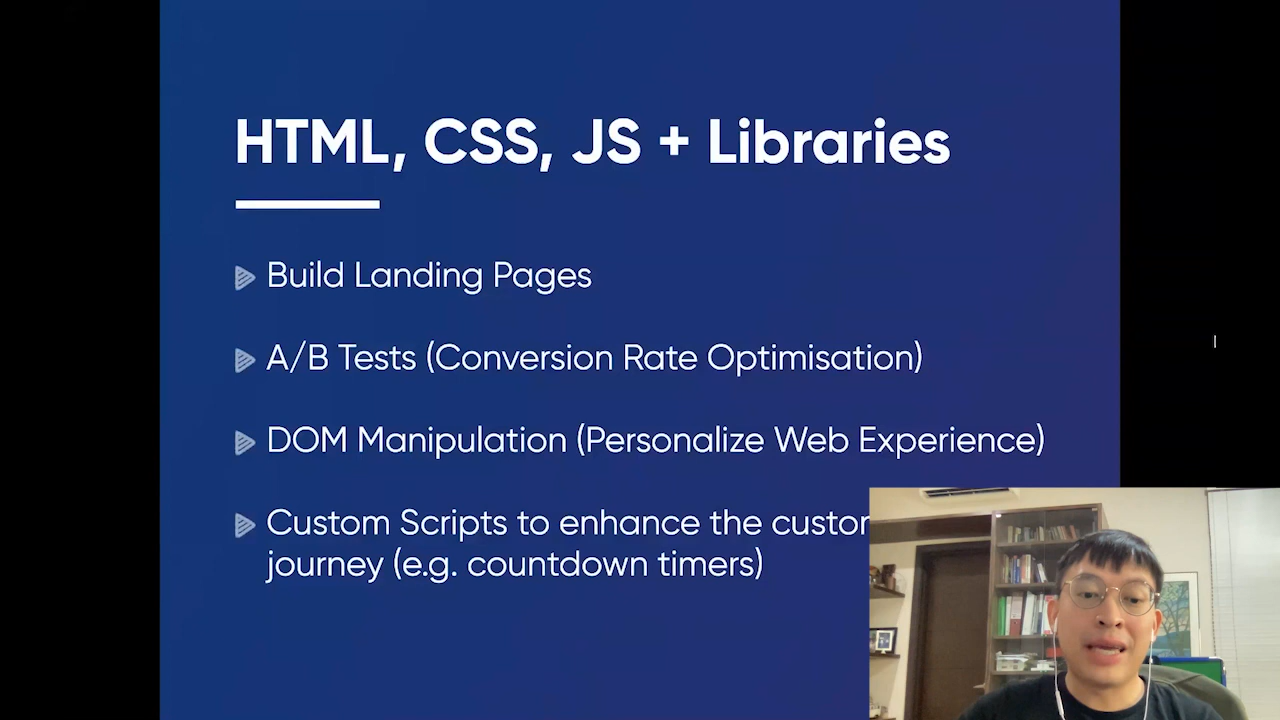 HTML, CSS, JS + Libraries
Build Landing Pages
A/B Tests (Conversion Rate Optimisation)
DOM Manipulation (Personalize Web Experience)
Custom Scripts to enhance the
journey (e.g. countdown timers)